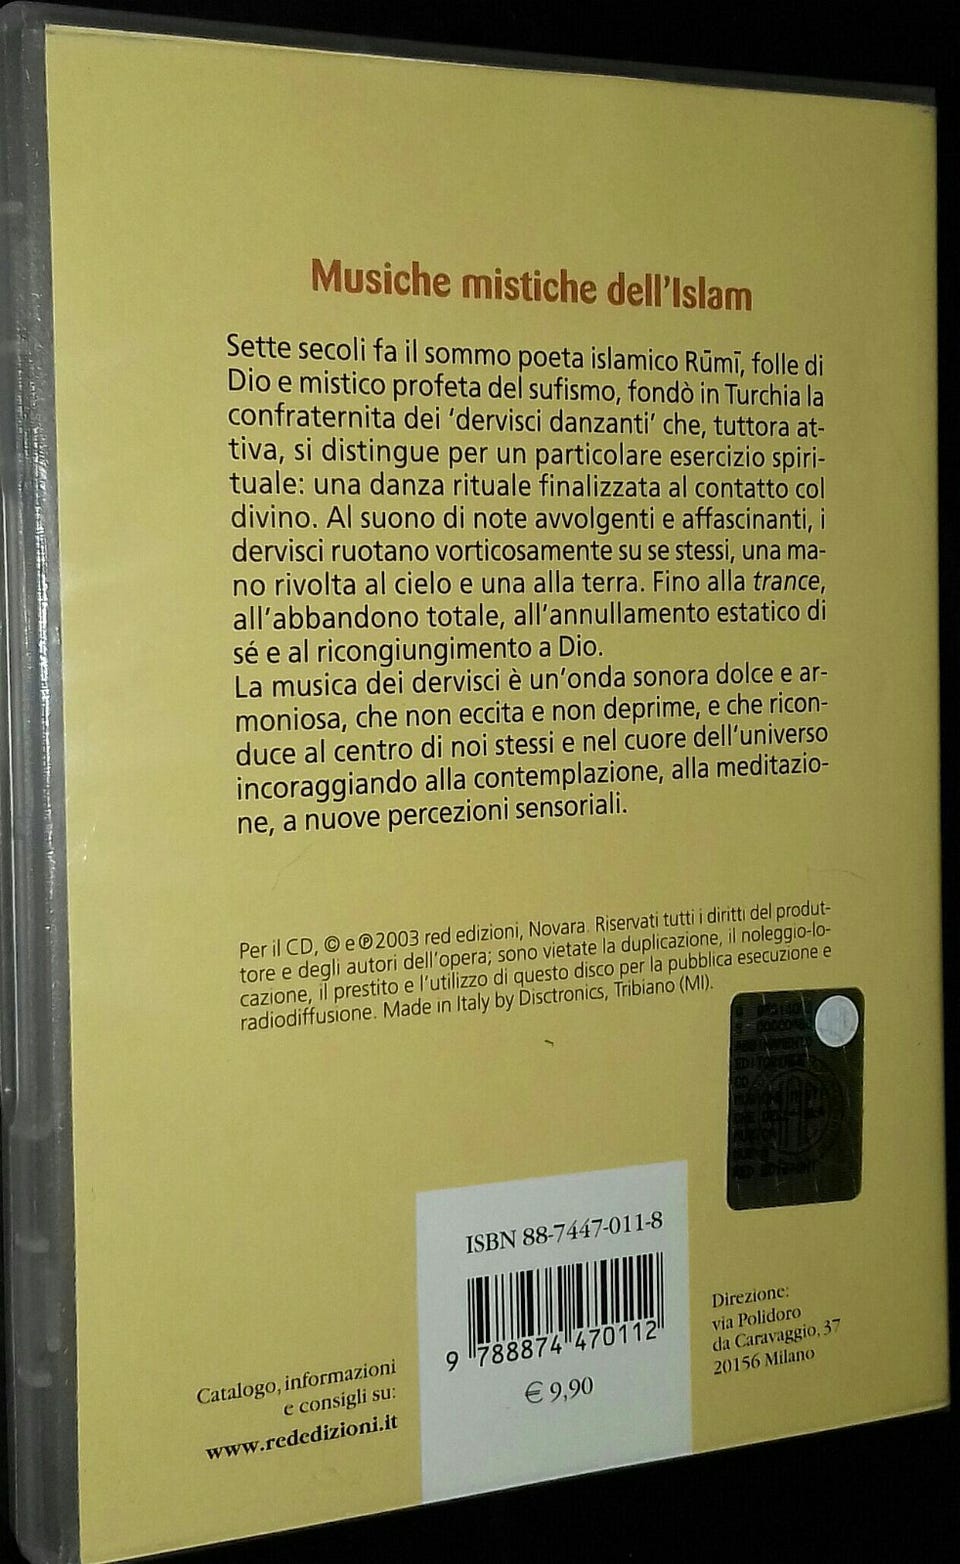 Musiche mistiche dell'Islam
Sette secoli fa il sommo poeta islamico Rūmī, folle di
Dio e mistico profeta del sufismo, fondò in Turchia la
confraternita dei 'dervisci danzanti' che, tuttora at-
tiva, si distingue per un particolare esercizio spiri-
tuale: una danza rituale finalizzata al contatto col
divino. Al suono di note avvolgenti e affascinanti, i
dervisci ruotano vorticosamente su se stessi, una ma-
no rivolta al cielo e una alla terra. Fino alla trance,
all'abbandono totale, all'annullamento estatico di
sé e al ricongiungimento a Dio.
La musica dei dervisci è un'onda sonora dolce e ar-
moniosa, che non eccita e non deprime, e che ricon-
duce al centro di noi stessi e nel cuore dell'universo
incoraggiando alla contemplazione, alla meditazio-
ne, a nuove percezioni sensoriali.
Per il CD, © e ℗ 2003 red edizioni, Novara. Riservati tutti i diritti del produt-
tore e degli autori dell'opera; sono vietate la duplicazione, il noleggio-lo-
cazione, il prestito e l'utilizzo di questo disco per la pubblica esecuzione e
radiodiffusione. Made in Italy by Disctronics, Tribiano (MI).
CD
ISBN 88-7447-011-8
9 788874 470112
€ 9,90
Catalogo, informazioni
e consigli su:
www.rededizioni.it
Direzione:
via Polidoro
da Caravaggio, 37
20156 Milano